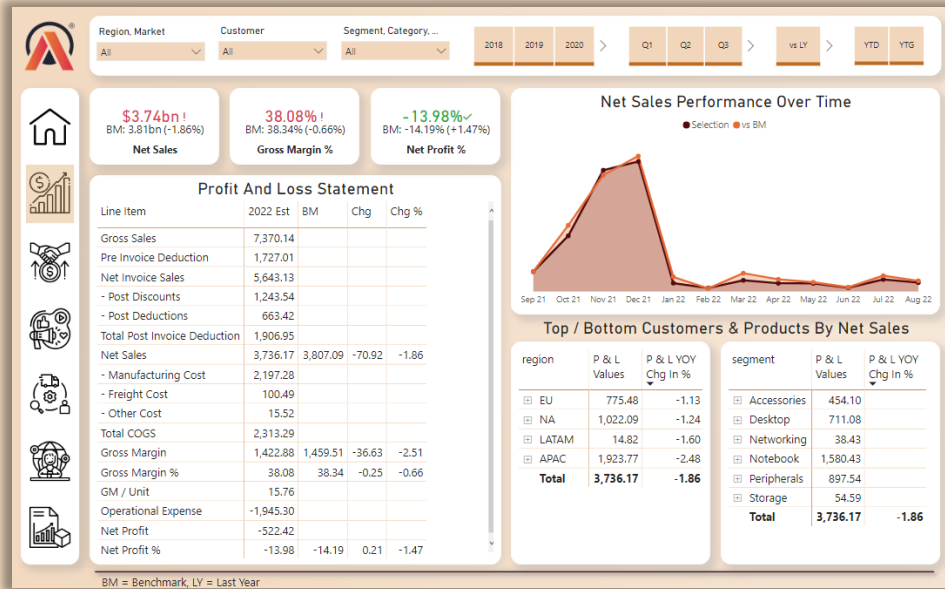 Region, Market
Customer
Segment, Category, ...
All
All
All
2018 2019 2020
Q1 Q2 Q3
vs LY
YTD YTG
$3.74bn !
BM: 3.81bn (-1.86%)
Net Sales
38.08% !
BM: 38.34% (-0.66%)
Gross Margin %
-13.98%✓
BM: -14.19% (+1.47%)
Net Profit %
Net Sales Performance Over Time
Selection vs BM
Sep 21 Oct 21 Nov 21 Dec 21 Jan 22 Feb 22 Mar 22 Apr 22 May 22 Jun 22 Jul 22 Aug 22
Profit And Loss Statement
Line Item 2022 Est BM Chg Chg %
Gross Sales 7,370.14
Pre Invoice Deduction 1,727.01
Net Invoice Sales 5,643.13
- Post Discounts 1,243.54
- Post Deductions 663.42
Total Post Invoice Deduction 1,906.95
Net Sales 3,736.17 3,807.09 -70.92 -1.86
- Manufacturing Cost 2,197.28
- Freight Cost 100.49
- Other Cost 15.52
Total COGS 2,313.29
Gross Margin 1,422.88 1,459.51 -36.63 -2.51
Gross Margin % 38.08 38.34 -0.25 -0.66
GM / Unit 15.76
Operational Expense -1,945.30
Net Profit -522.42
Net Profit % -13.98 -14.19 0.21 -1.47
Top / Bottom Customers & Products By Net Sales
region P & L Values P & L YOY Chg In %
EU 775.48 -1.13
NA 1,022.09 -1.24
LATAM 14.82 -1.60
APAC 1,923.77 -2.48
Total 3,736.17 -1.86
segment P & L Values P & L YOY Chg In %
Accessories 454.10
Desktop 711.08
Networking 38.43
Notebook 1,580.43
Peripherals 897.54
Storage 54.59
Total 3,736.17 -1.86
BM = Benchmark, LY = Last Year